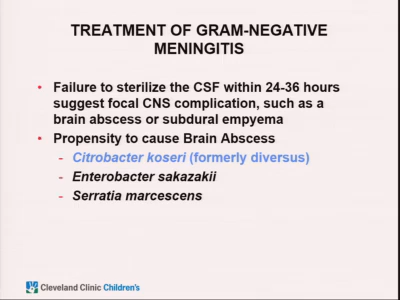 TREATMENT OF GRAM-NEGATIVE
MENINGITIS
• Failure to sterilize the CSF within 24-36 hours
suggest focal CNS complication, such as a
brain abscess or subdural empyema
• Propensity to cause Brain Abscess
- Citrobacter koseri (formerly diversus)
- Enterobacter sakazakii
- Serratia marcescens
Cleveland Clinic Children's